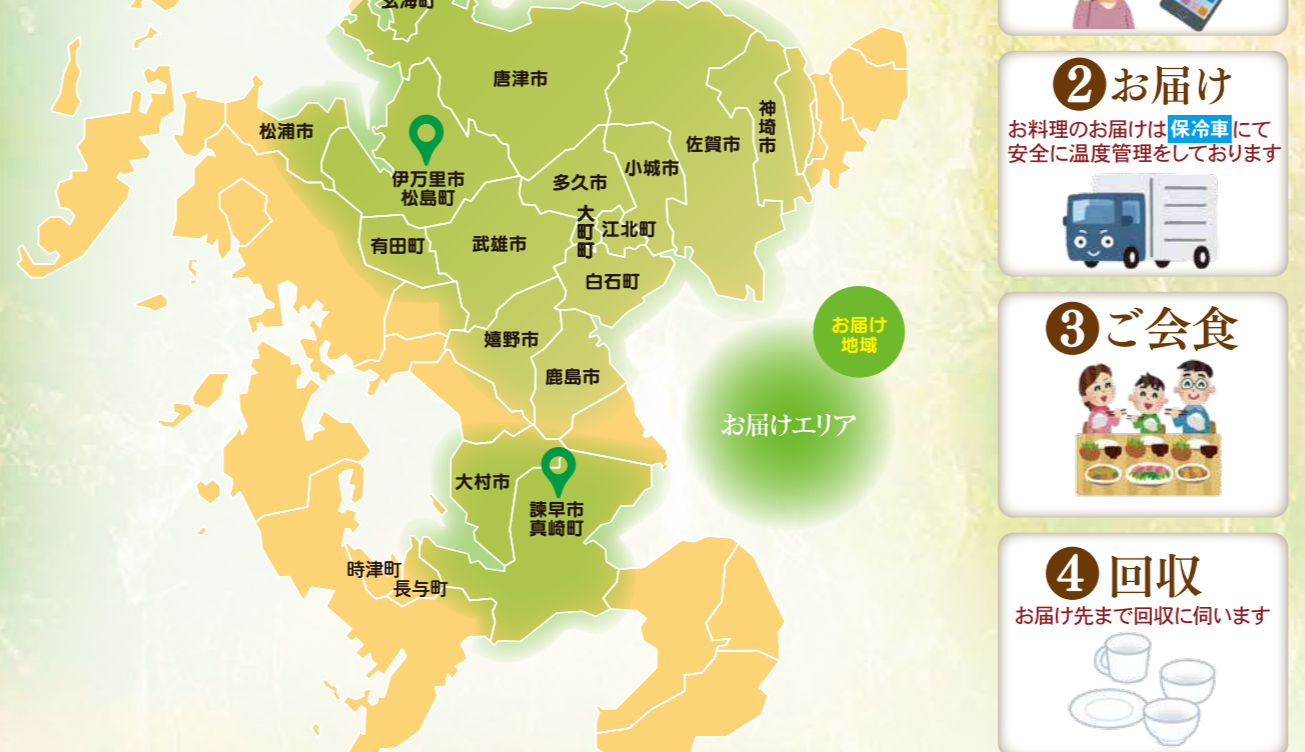 玄海町
唐津市
松浦市
神埼市
佐賀市
小城市
多久市
伊万里市
松島町
大町町
江北町
有田町
武雄市
白石町
嬉野市
鹿島市
大村市
諫早市
真崎町
時津町
長与町
お届け
地域
お届けエリア
2 お届け
お料理のお届けは 保冷車 にて
安全に温度管理をしております
3 ご会食
4 回収
お届け先まで回収に伺います